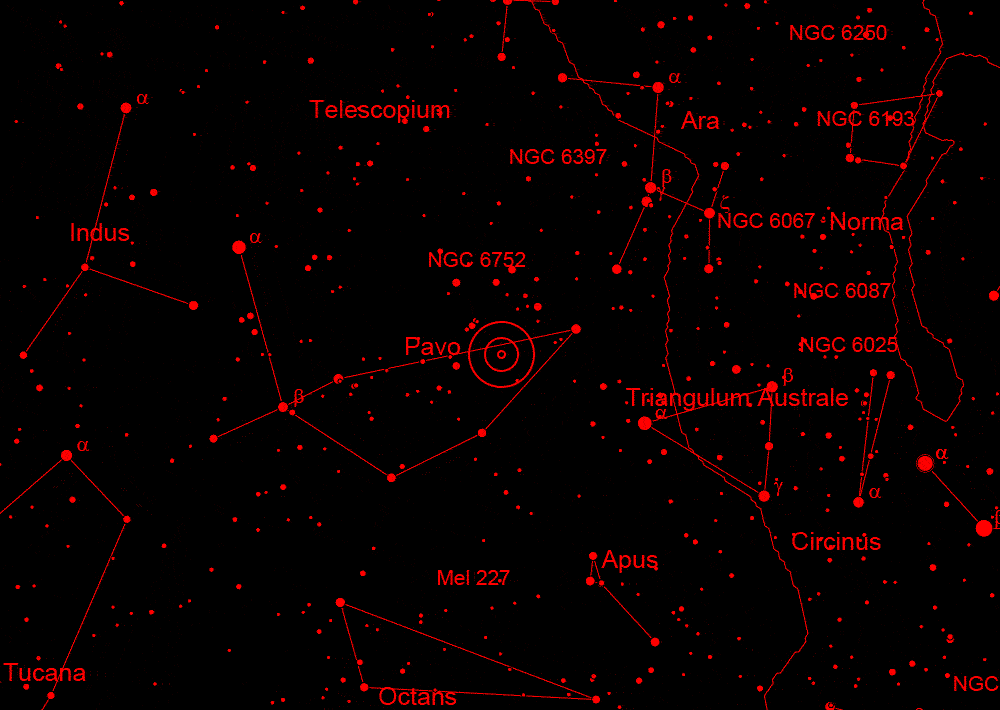 NGC 6250
α
α
Telescopium
Ara
NGC 6193
NGC 6397
β
ζ
NGC 6067
Norma
Indus
α
NGC 6752
NGC 6087
Pavo
NGC 6025
β
β
Triangulum Australe
α
α
α
γ
α
β
Circinus
Apus
Mel 227
Tucana
Octans
NGC